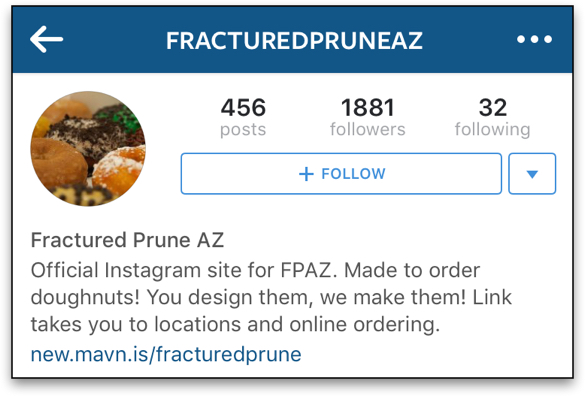 FRACTUREDPRUNEAZ
456 1881 32
posts followers following
+ FOLLOW
Fractured Prune AZ
Official Instagram site for FPAZ. Made to order
doughnuts! You design them, we make them! Link
takes you to locations and online ordering.
new.mavn.is/fracturedprune